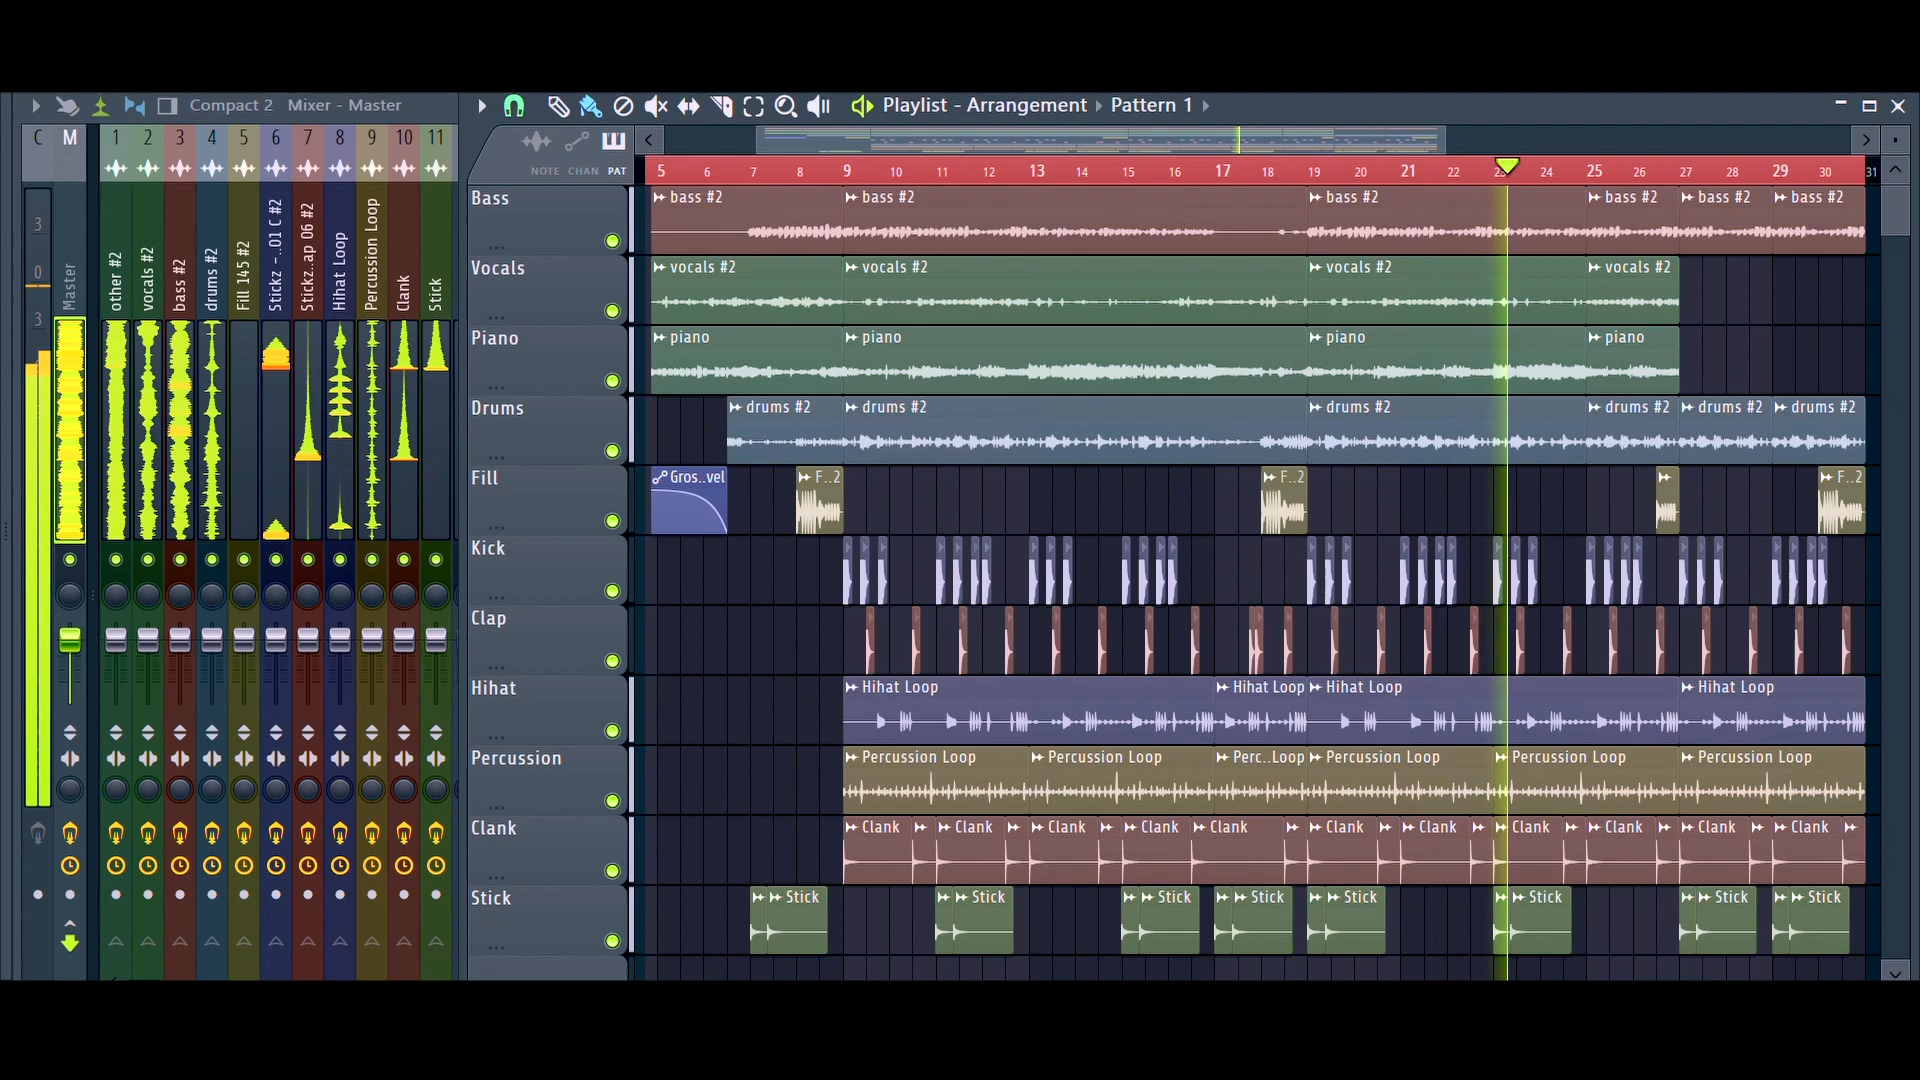 Compact 2 Mixer - Master
Playlist - Arrangement Pattern 1
C M 1 2 3 4 5 6 7 8 9 10 11
NOTE CHAN PAT
5 6 7 8 9 10 11 12 13 14 15 16 17 18 19 20 21 22 23 24 25 26 27 28 29 30 31
3
0
3
Master
other #2
vocals #2
bass #2
drums #2
Fill 145 #2
Stickz -...01 C #2
Stickz..ap 06 #2
Hihat Loop
Percussion Loop
Clank
Stick
Bass
bass #2 bass #2 bass #2 bass #2 bass #2 bass #2
Vocals
vocals #2 vocals #2 vocals #2 vocals #2
Piano
piano piano piano piano
Drums
drums #2 drums #2 drums #2 drums #2 drums #2 drums #2
Fill
Gros..vel F..2 F..2 F..2
Kick
Clap
Hihat
Hihat Loop Hihat Loop Hihat Loop Hihat Loop
Percussion
Percussion Loop Percussion Loop Perc..Loop Percussion Loop Percussion Loop Percussion Loop
Clank
Clank Clank Clank Clank Clank Clank Clank Clank Clank Clank Clank
Stick
Stick Stick Stick Stick Stick Stick Stick Stick